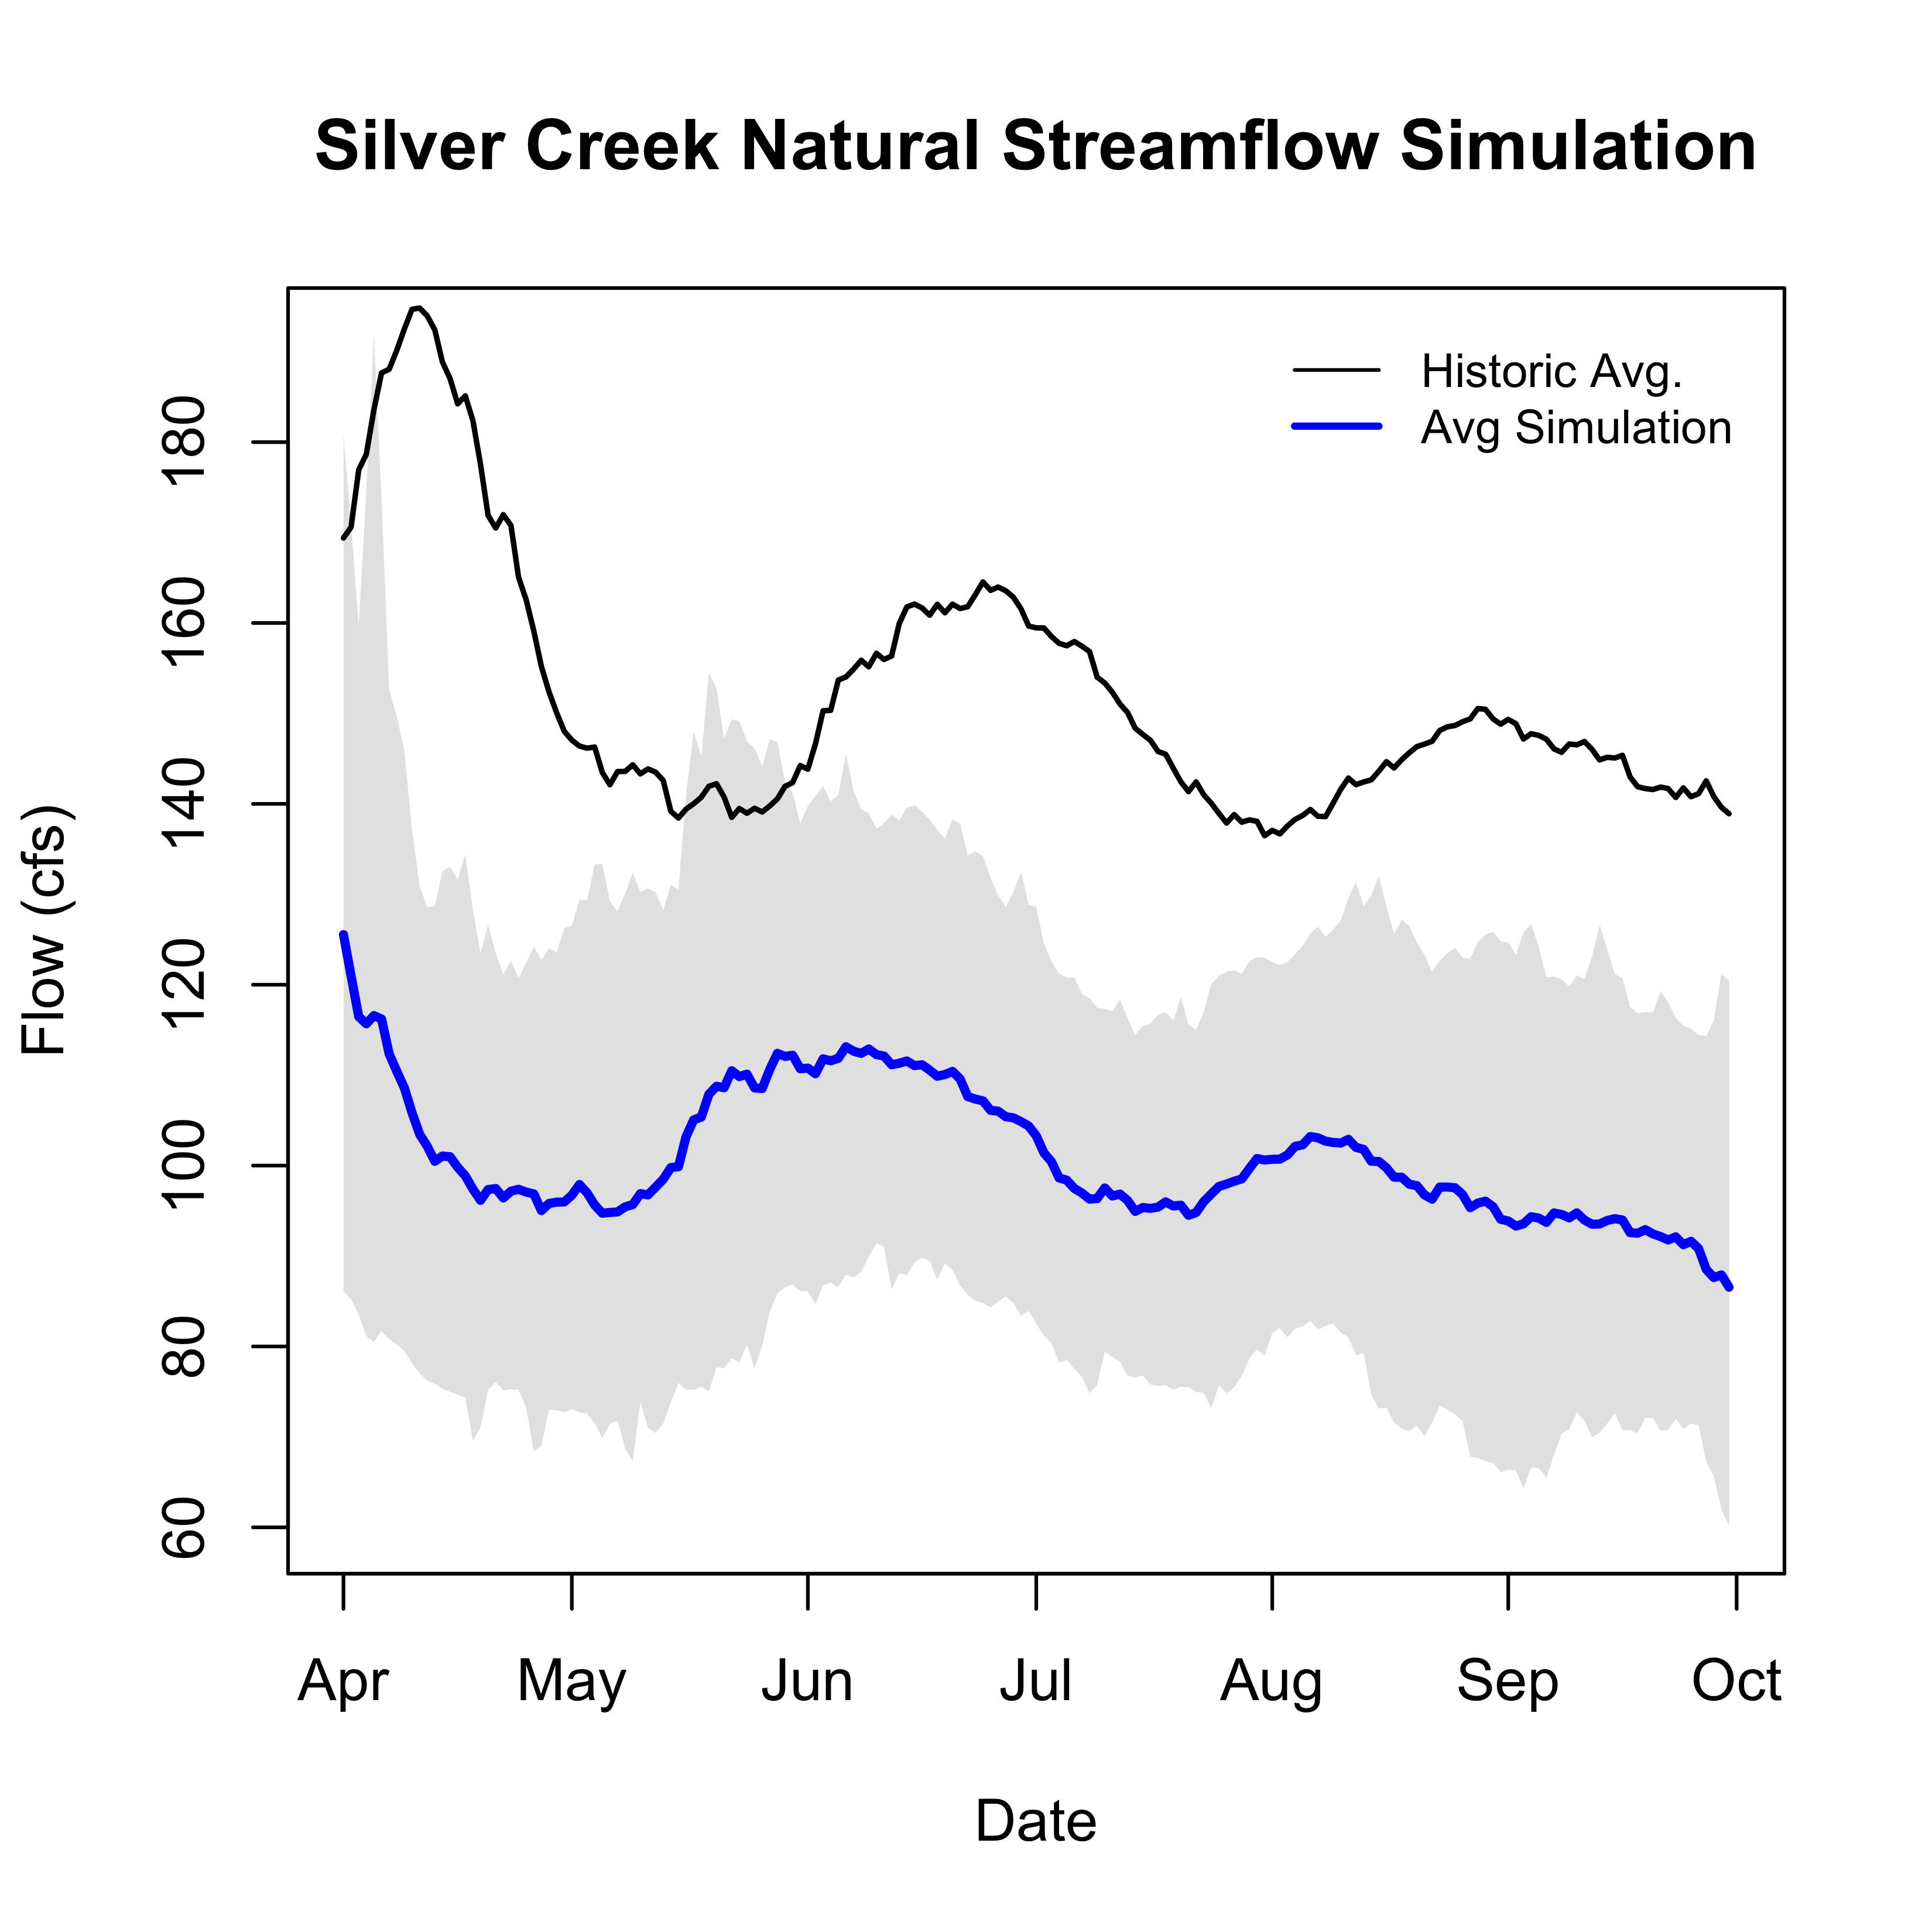 Silver Creek Natural Streamflow Simulation
Historic Avg.
Avg Simulation
Flow (cfs)
180
160
140
120
100
80
60
Apr May Jun Jul Aug Sep Oct
Date